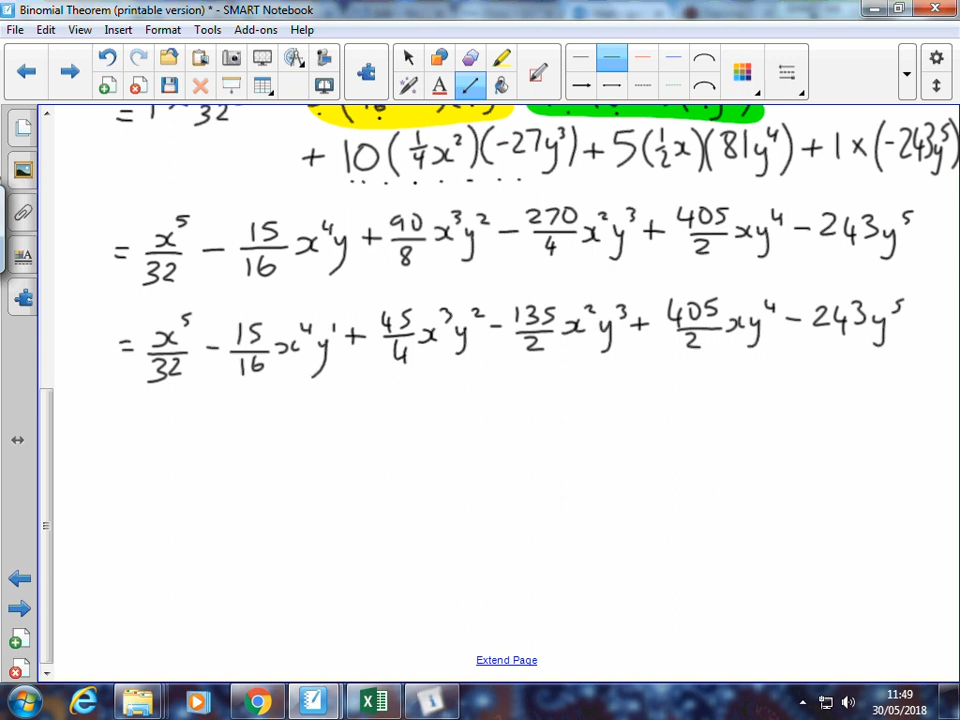 Binomial Theorem (printable version) * - SMART Notebook
File Edit View Insert Format Tools Add-ons Help
+ 10(1/4 x²)(-27y³) + 5(1/2 x)(81y⁴) + 1 × (-243y⁵)
= x⁵/32 - 15/16 x⁴y + 90/8 x³y² - 270/4 x²y³ + 405/2 xy⁴ - 243y⁵
= x⁵/32 - 15/16 x⁴y¹ + 45/4 x³y² - 135/2 x²y³ + 405/2 xy⁴ - 243y⁵
Extend Page
11:49
30/05/2018